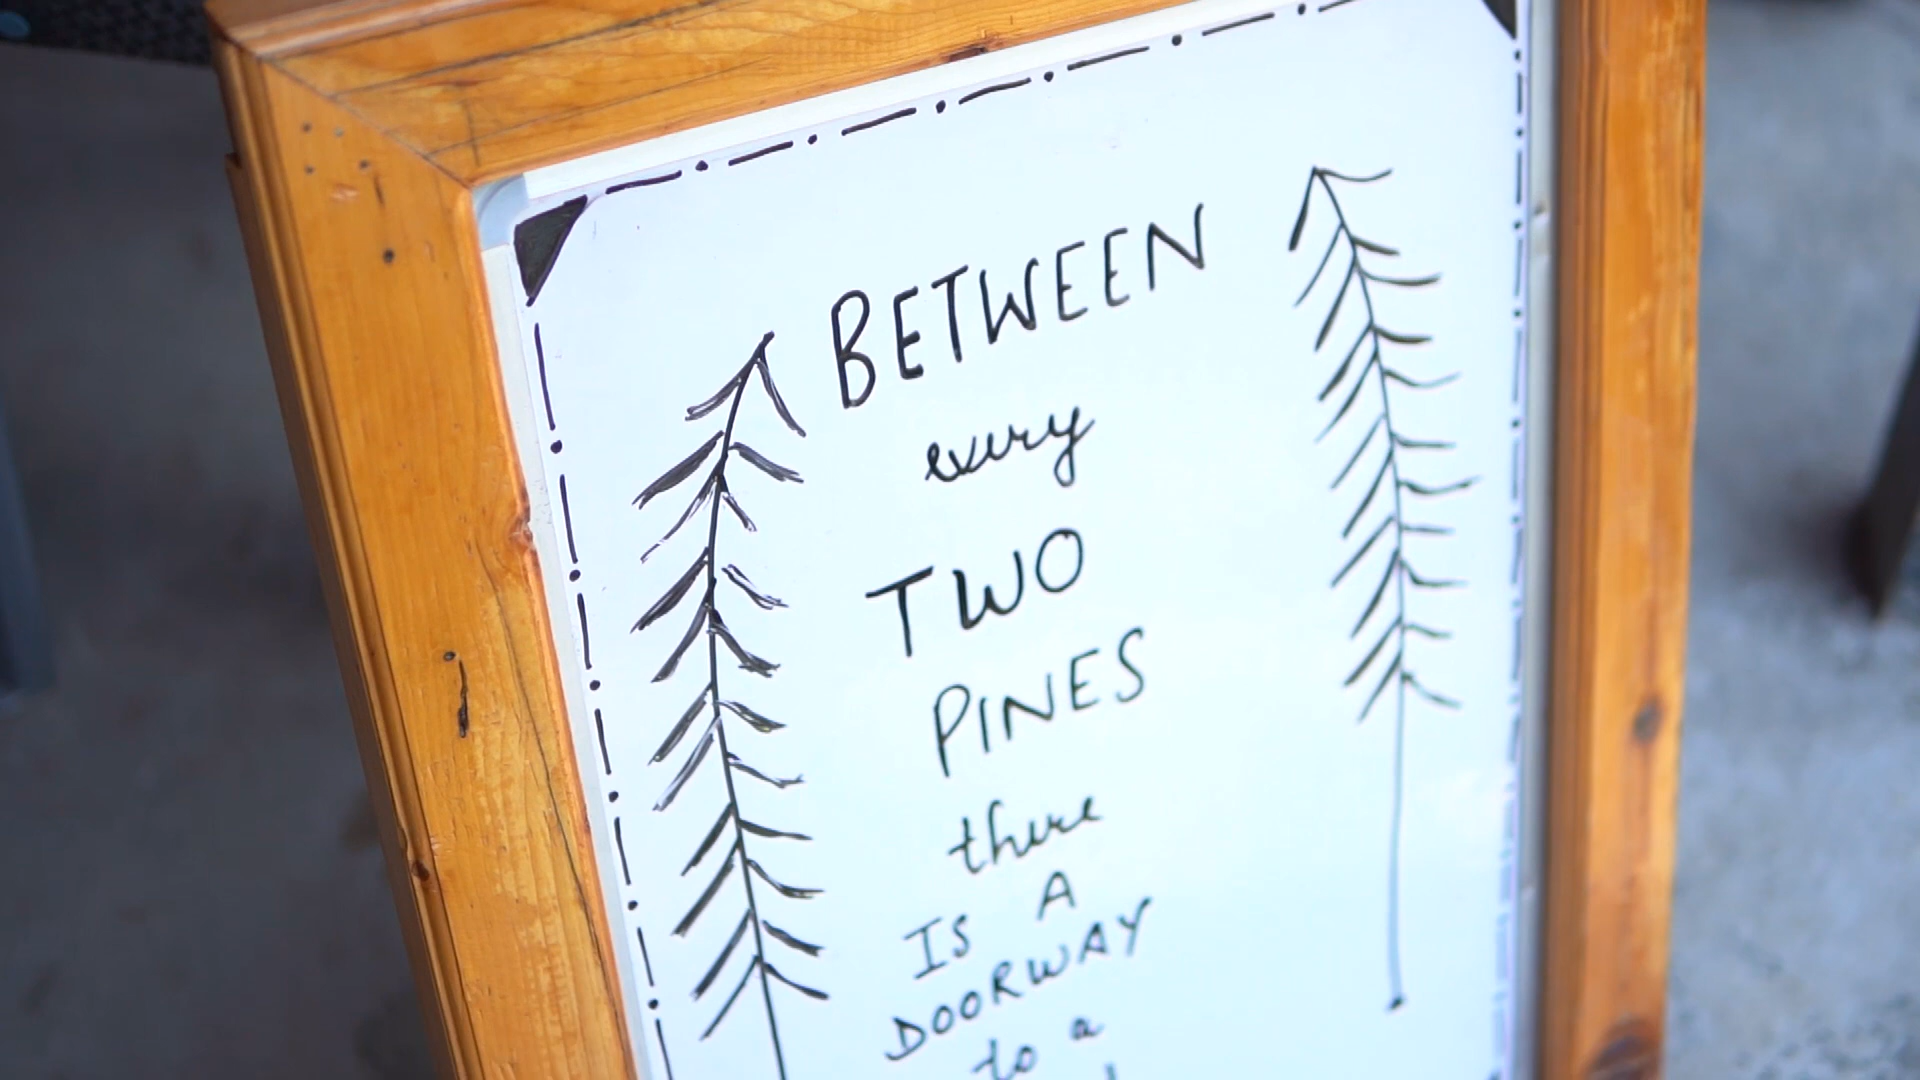 BETWEEN
every
TWO
PINES
there
IS A
DOORWAY
to a